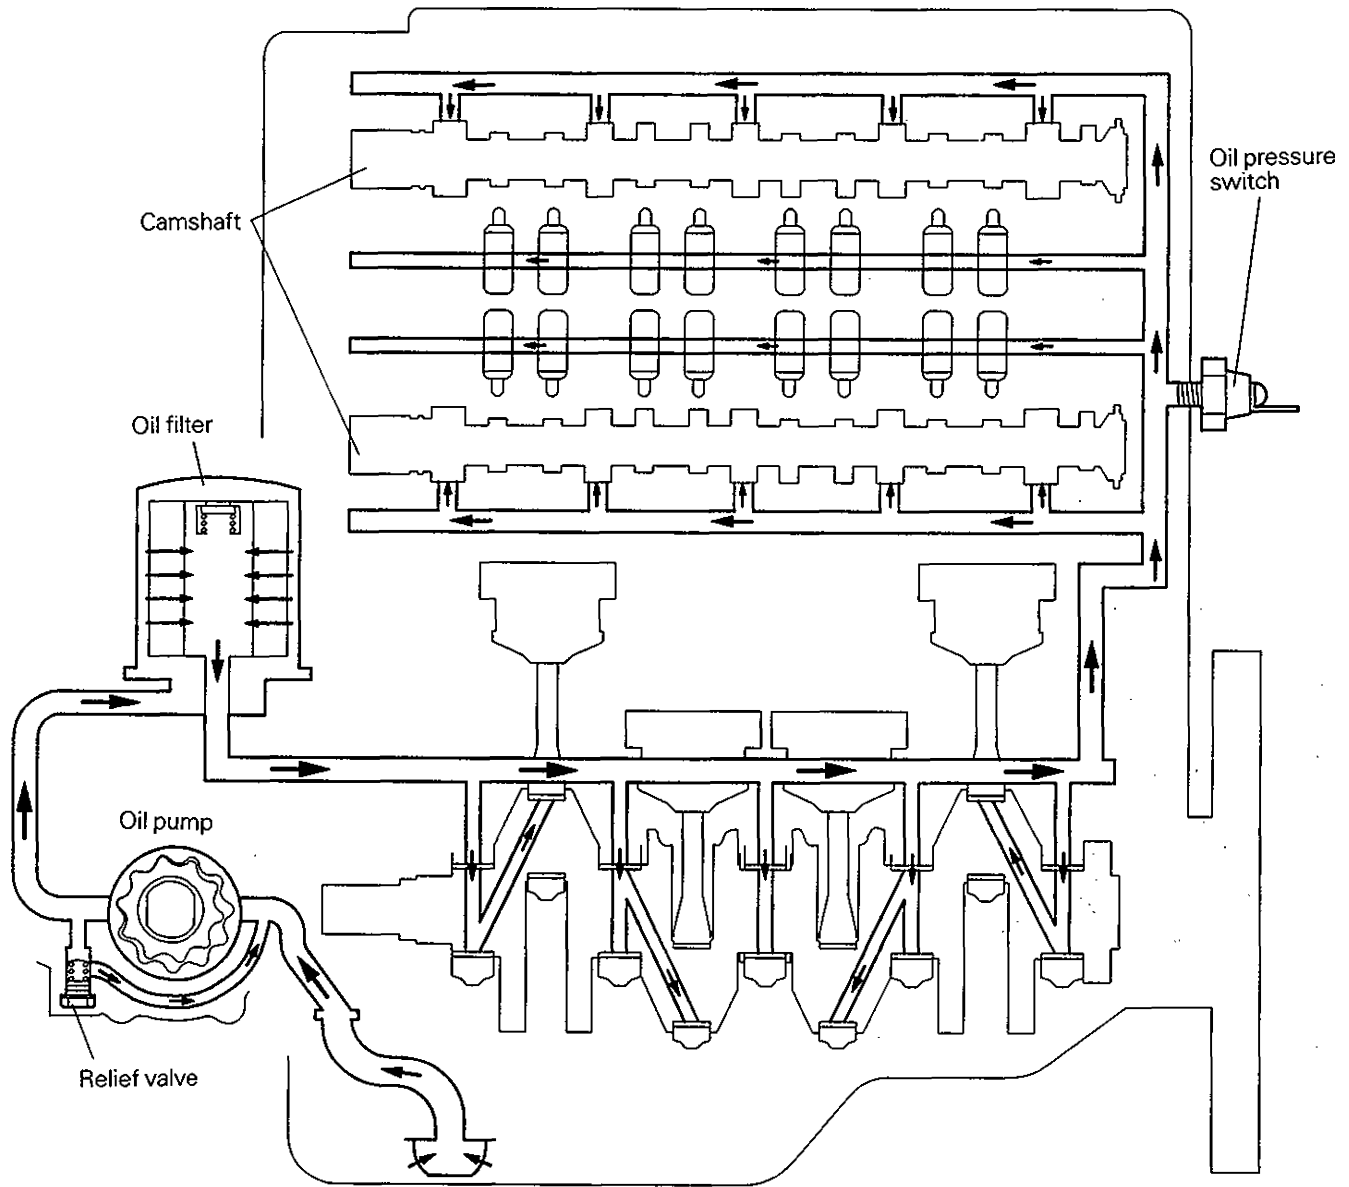 Oil pressure
switch
Camshaft
Oil filter
Oil pump
Relief valve